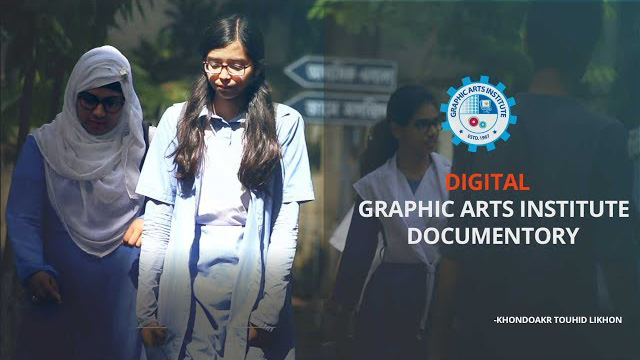 GRAPHIC ARTS INSTITUTE
ESTD. 1967
DIGITAL
GRAPHIC ARTS INSTITUTE
DOCUMENTORY
-KHONDOAKR TOUHID LIKHON